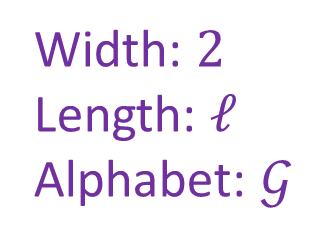 Width: 2
Length: ℓ
Alphabet: 𝒢